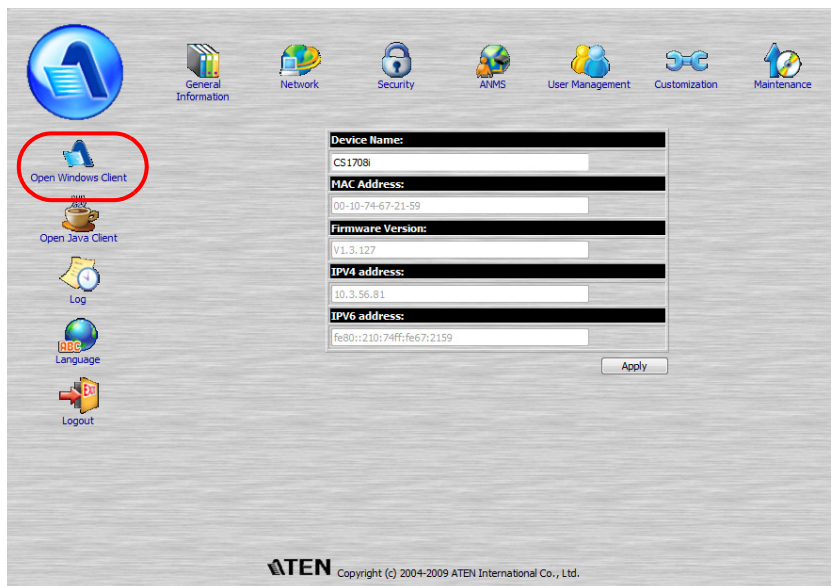 General
Information
Network
Security
ANMS
User Management
Customization
Maintenance
Open Windows Client
Open Java Client
Log
ABC
Language
EXIT
Logout
Device Name:
CS1708i
MAC Address:
00-10-74-67-21-59
Firmware Version:
V1.3.127
IPV4 address:
10.3.56.81
IPV6 address:
fe80::210:74ff:fe67:2159
Apply
ATEN Copyright (c) 2004-2009 ATEN International Co., Ltd.